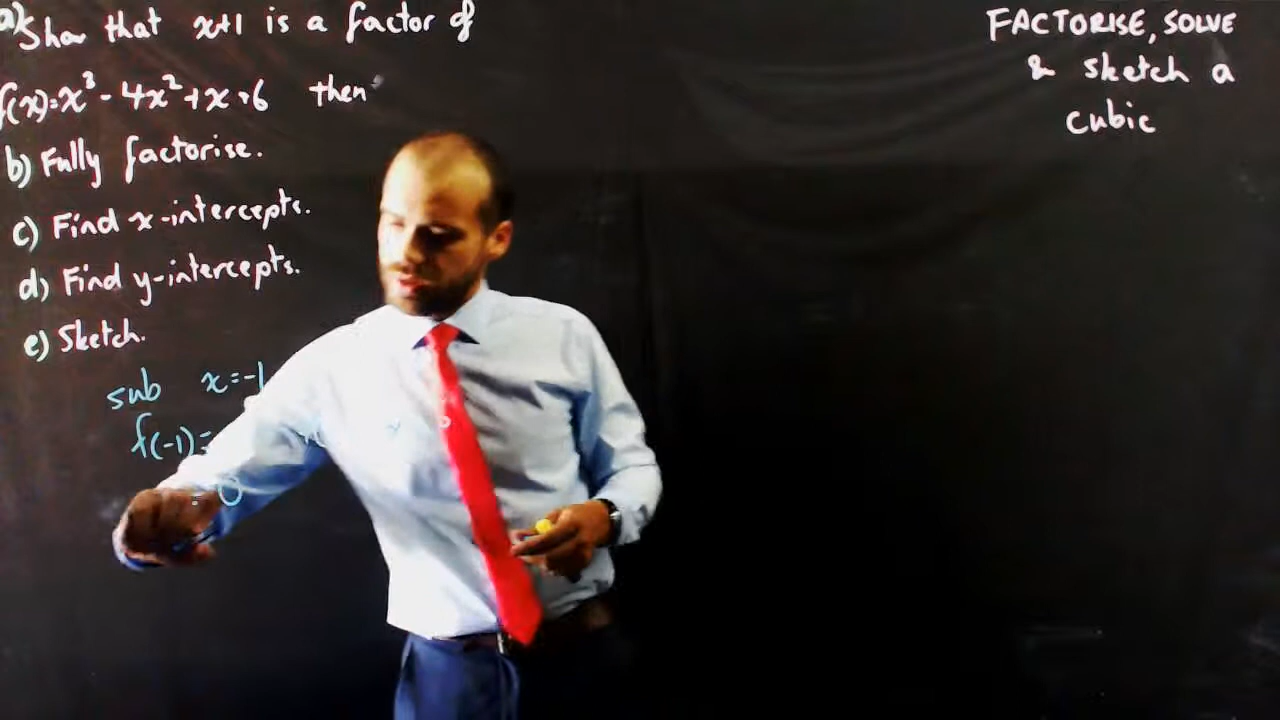 a) Show that x+1 is a factor of
f(x)=x³-4x²+x+6 then
b) Fully factorise.
c) Find x-intercepts.
d) Find y-intercepts.
e) Sketch.
sub x=-1
f(-1)=
= 0
FACTORISE, SOLVE
& sketch a
cubic